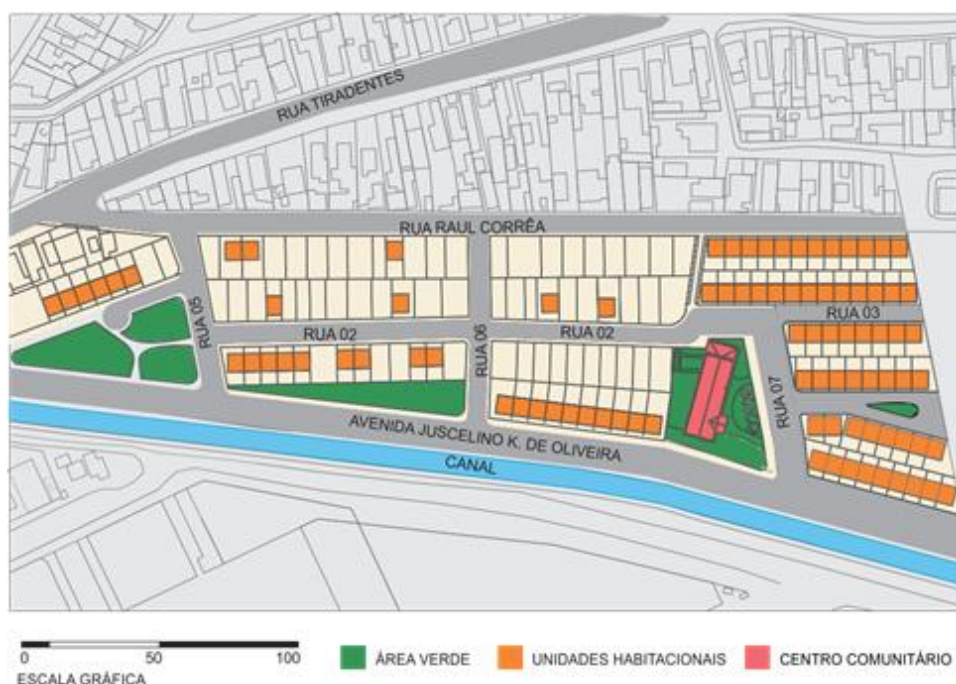 RUA TIRADENTES
RUA RAUL CORRÊA
RUA 05
RUA 02
RUA 06
RUA 02
RUA 03
RUA 07
AVENIDA JUSCELINO K. DE OLIVEIRA
CANAL
0 50 100
ESCALA GRÁFICA
ÁREA VERDE
UNIDADES HABITACIONAIS
CENTRO COMUNITÁRIO